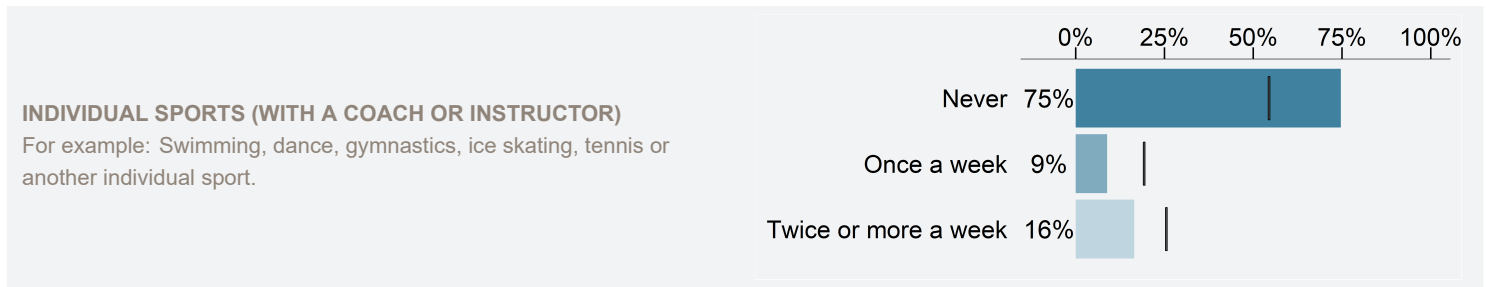 INDIVIDUAL SPORTS (WITH A COACH OR INSTRUCTOR)
For example: Swimming, dance, gymnastics, ice skating, tennis or
another individual sport.
0% 25% 50% 75% 100%
Never 75%
Once a week 9%
Twice or more a week 16%